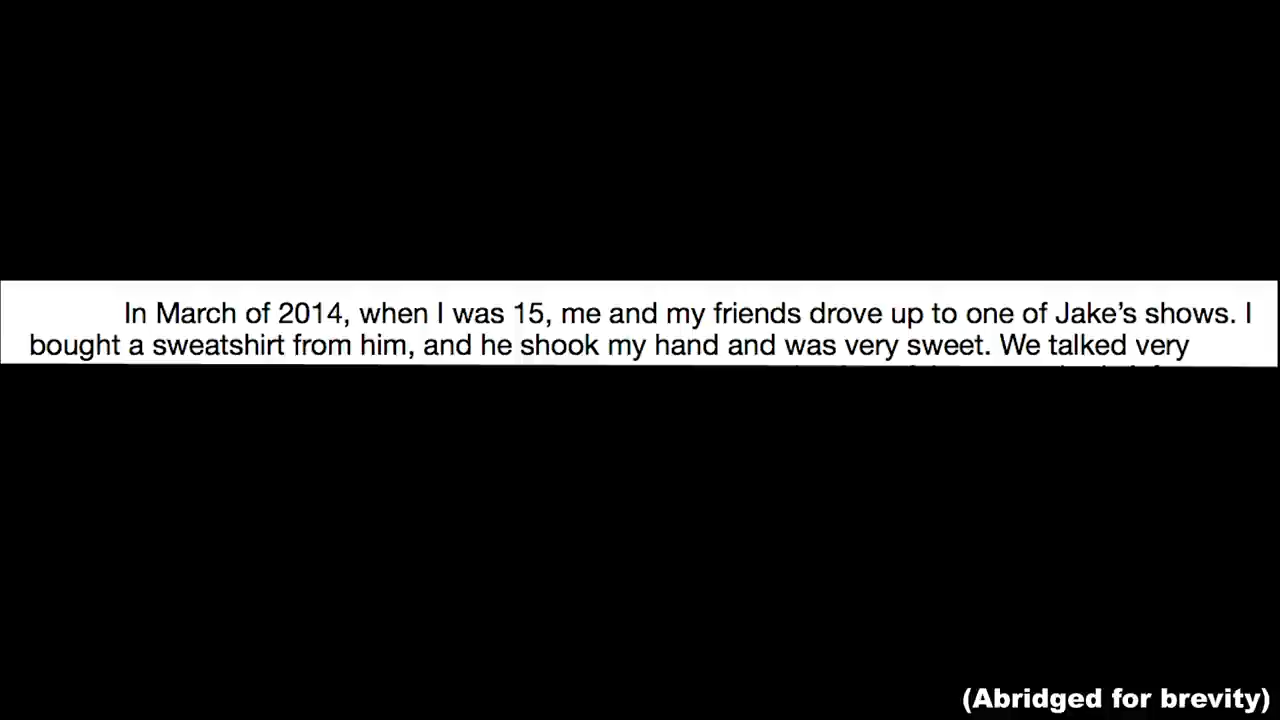 In March of 2014, when I was 15, me and my friends drove up to one of Jake’s shows. I
bought a sweatshirt from him, and he shook my hand and was very sweet. We talked very
(Abridged for brevity)